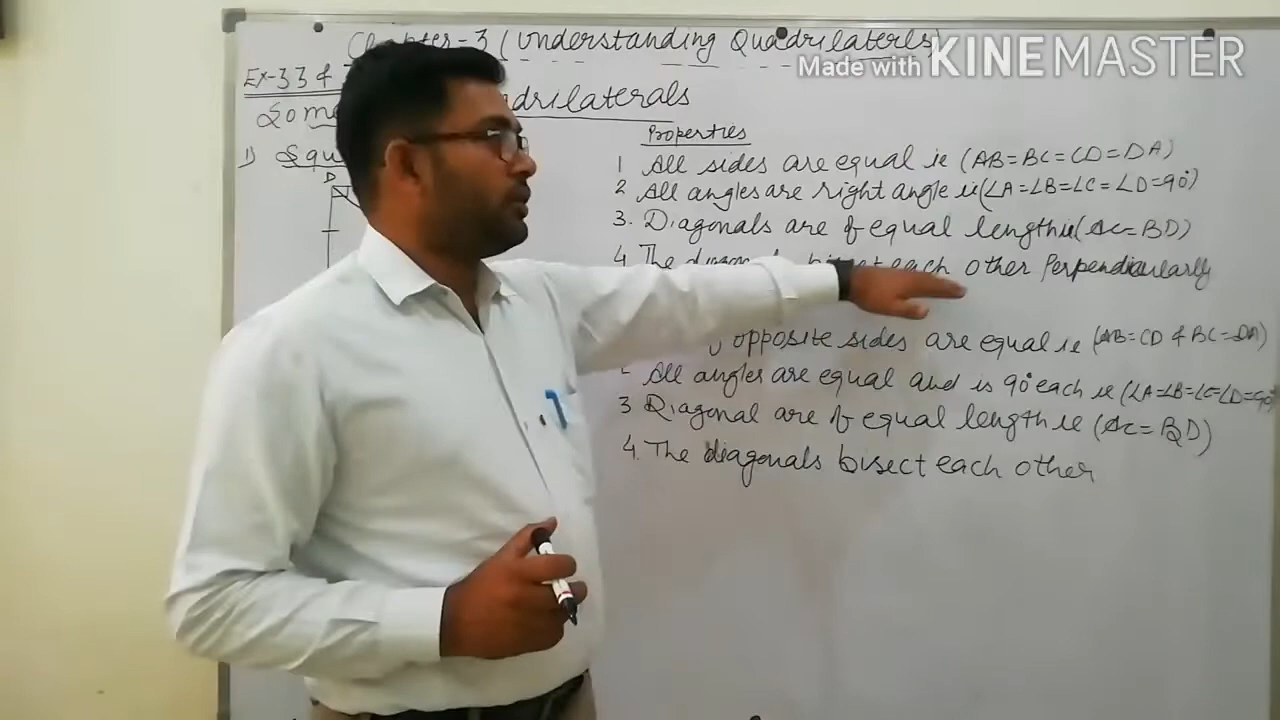 Chapter-3 (Understanding Quadrilaterls)
Made with KINEMASTER
Ex-3.3 &
Som drilaterals
1) Squ
D
Properties
1 All sides are equal ie (AB=BC=CD=DA)
2 All angles are right angle ie (∠A=∠B=∠C=∠D=90°)
3. Diagonals are of equal length ie (AC=BD)
4 The each other Perpendicularly
opposite sides are equal ie (AB=CD & BC=DA)
All angles are equal and is 90° each ie (∠A=∠B=∠C=∠D=90°
3 Diagonal are of equal length ie (AC=BD)
4. The diagonals bisect each other